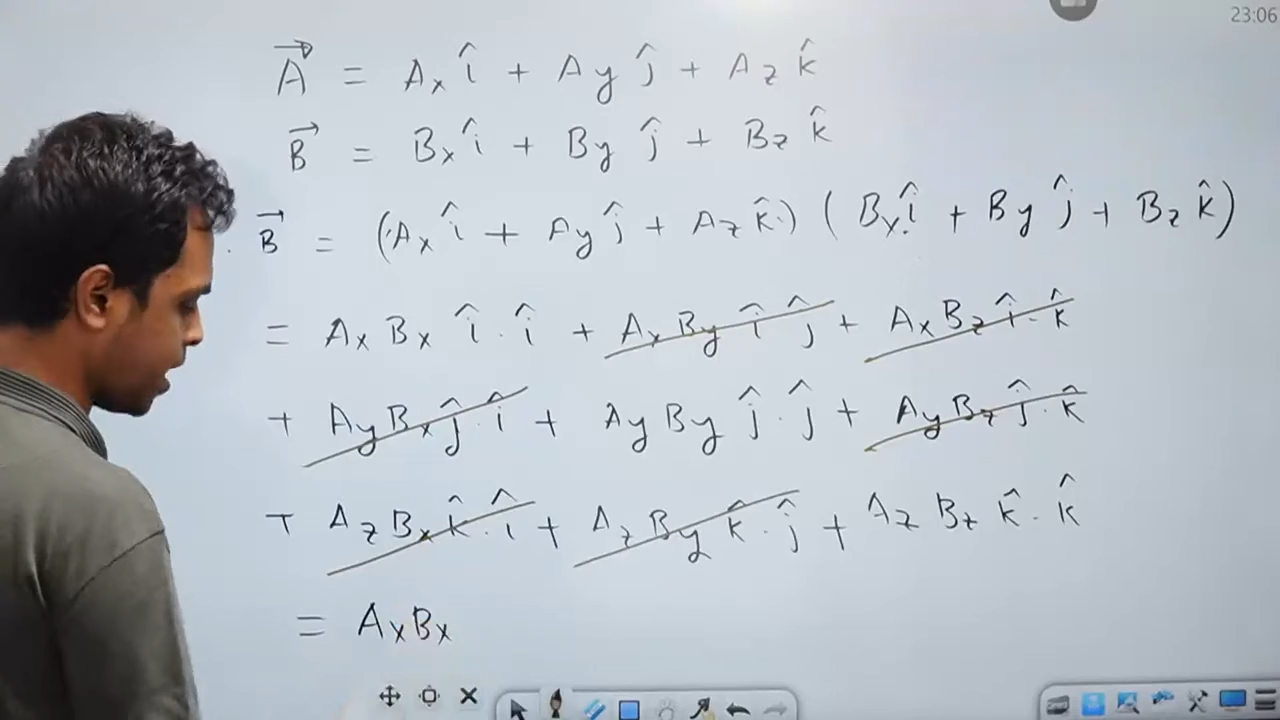 23:06
A⃗ = Ax î + Ay ĵ + Az k̂
B⃗ = Bx î + By ĵ + Bz k̂
. B⃗ = (Ax î + Ay ĵ + Az k̂) (Bx î + By ĵ + Bz k̂)
= Ax Bx î . î + Ax By î ĵ + Ax Bz î . k̂
+ Ay Bx ĵ . î + Ay By ĵ . ĵ + Ay Bz ĵ . k̂
+ Az Bx k̂ . î + Az By k̂ . ĵ + Az Bz k̂ . k̂
= Ax Bx